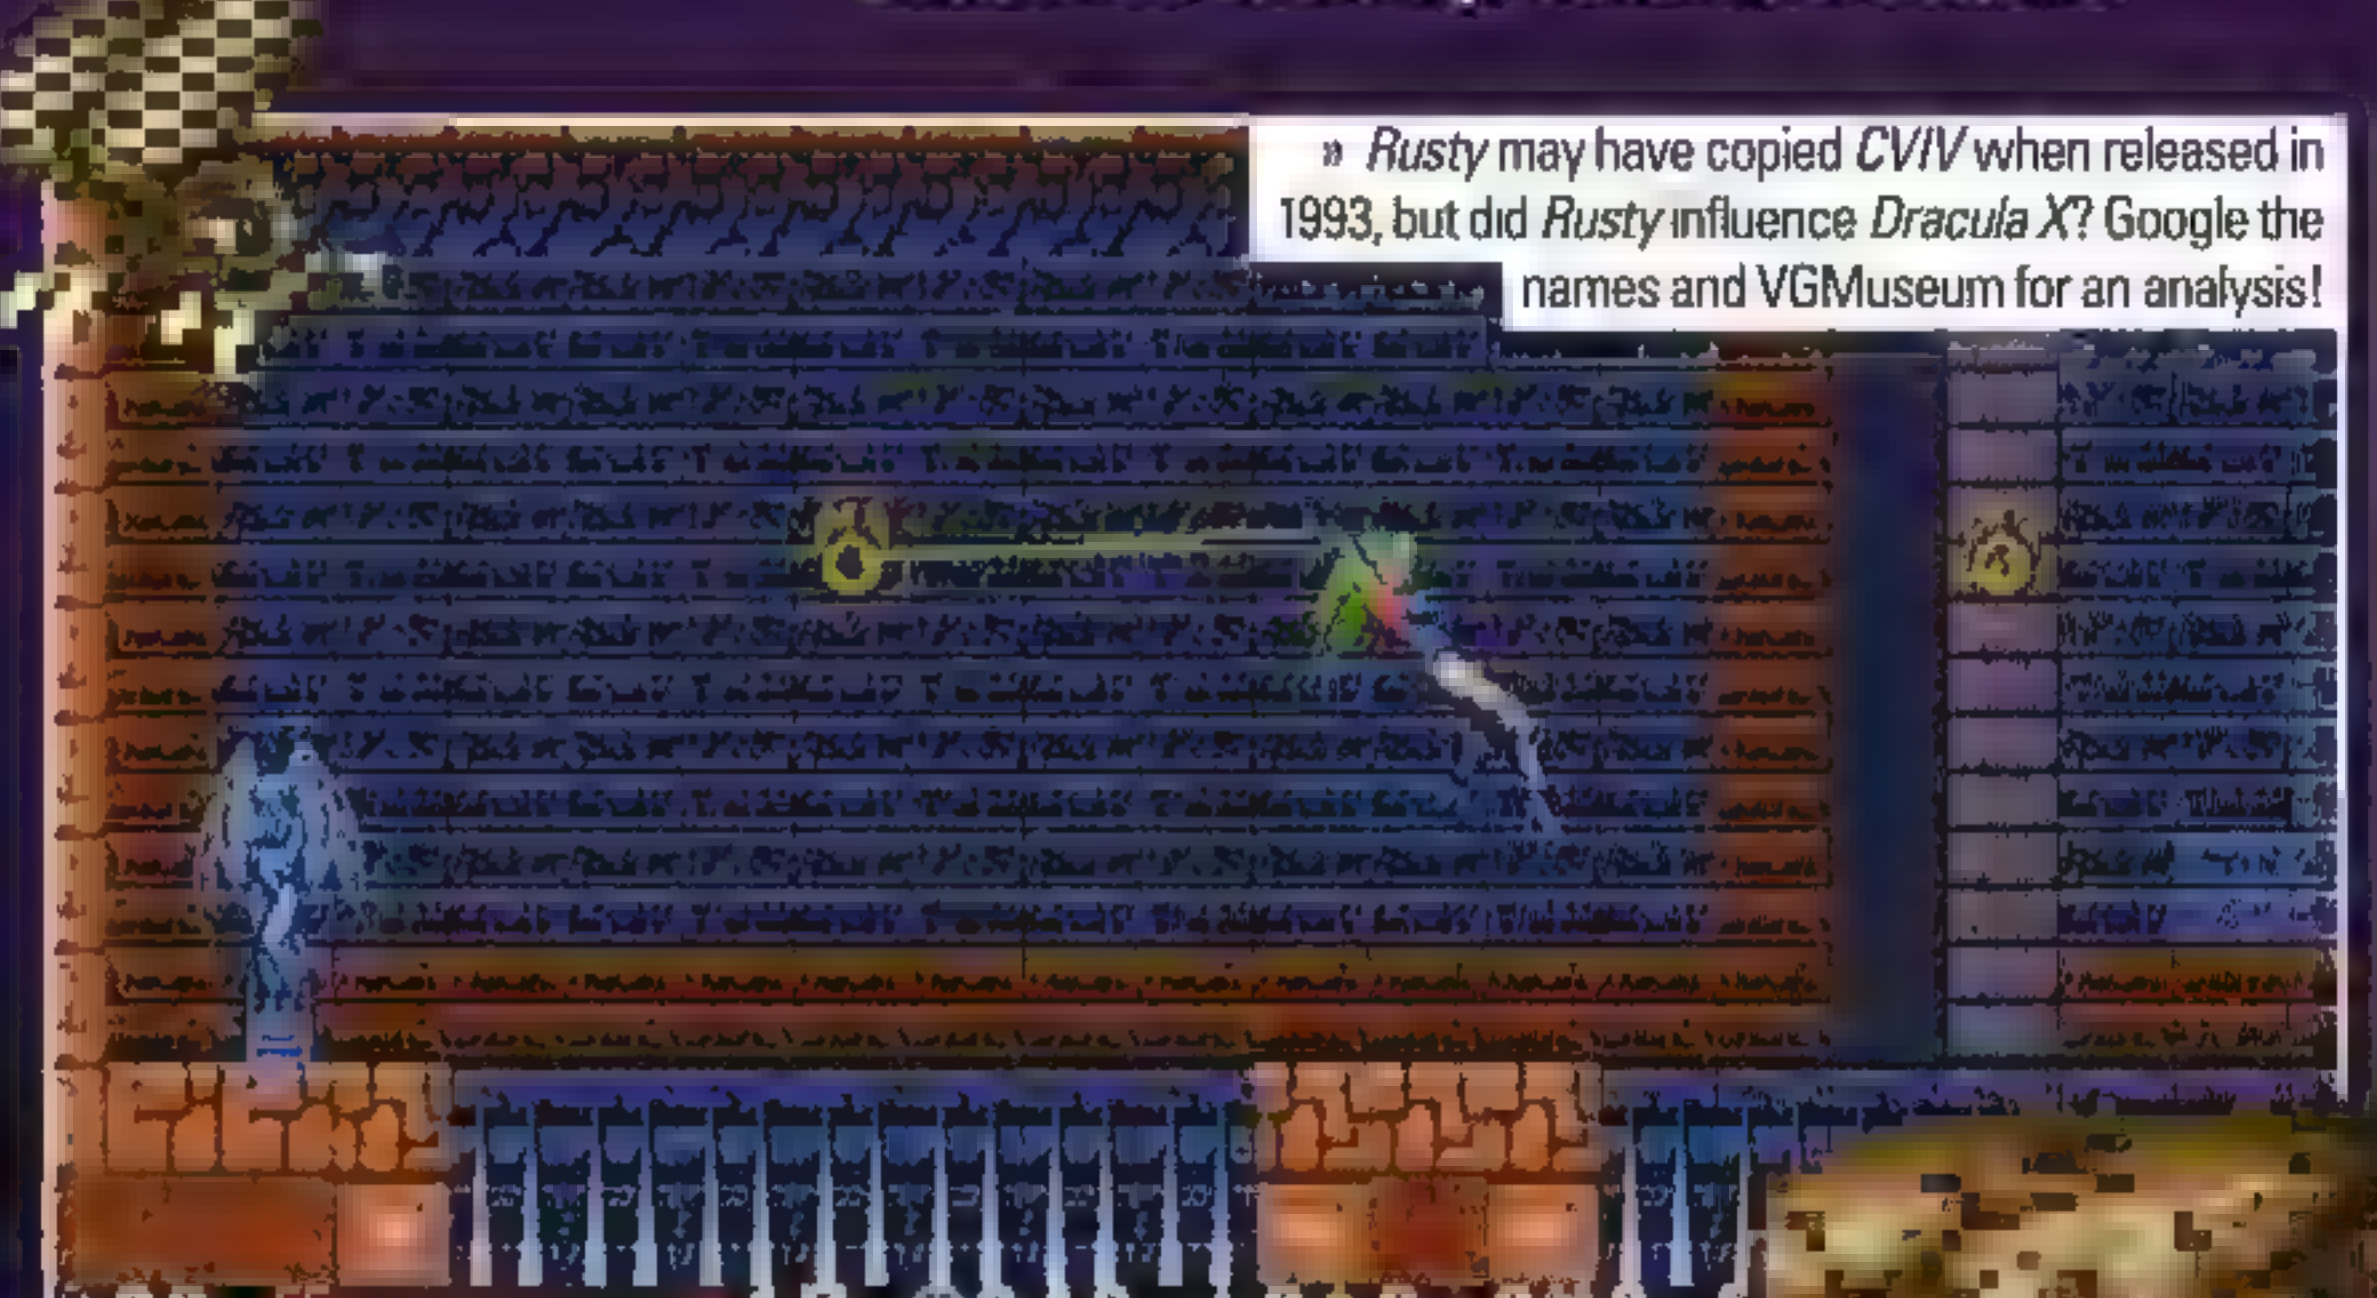 » Rusty may have copied CVIV when released in
1993, but did Rusty influence Dracula X? Google the
names and VGMuseum for an analysis!